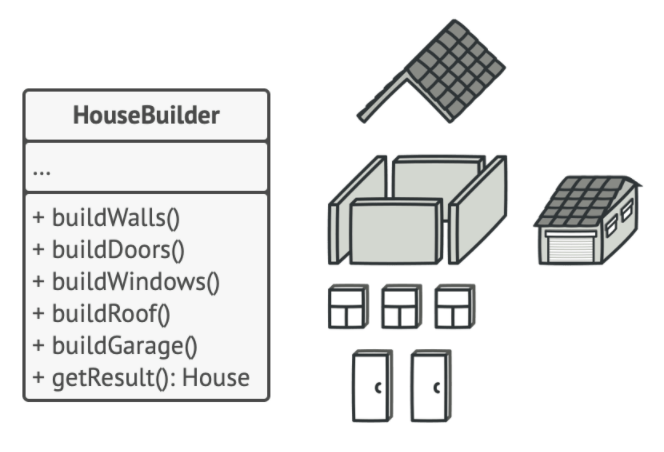 HouseBuilder
...
+ buildWalls()
+ buildDoors()
+ buildWindows()
+ buildRoof()
+ buildGarage()
+ getResult(): House